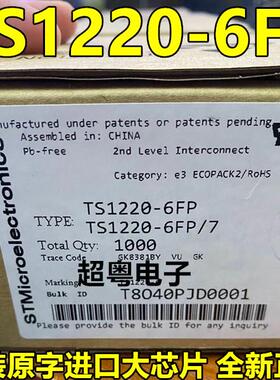 S1220-6F
nufactured under patents or patents pending
Assembled in: CHINA
Pb-free 2nd Level Interconnect
Category: e3 ECOPACK2/RoHS
STMicroelectronics
TS1220-6FP
TYPE: TS1220-6FP/7
Total Qty: 1000
Trace Code GK8381BY VU GK
超粤电子
Marking
Bulk ID T8O40PJD0001
Please provide the bulk ID for any inquiry
装原字进口大芯片 全新